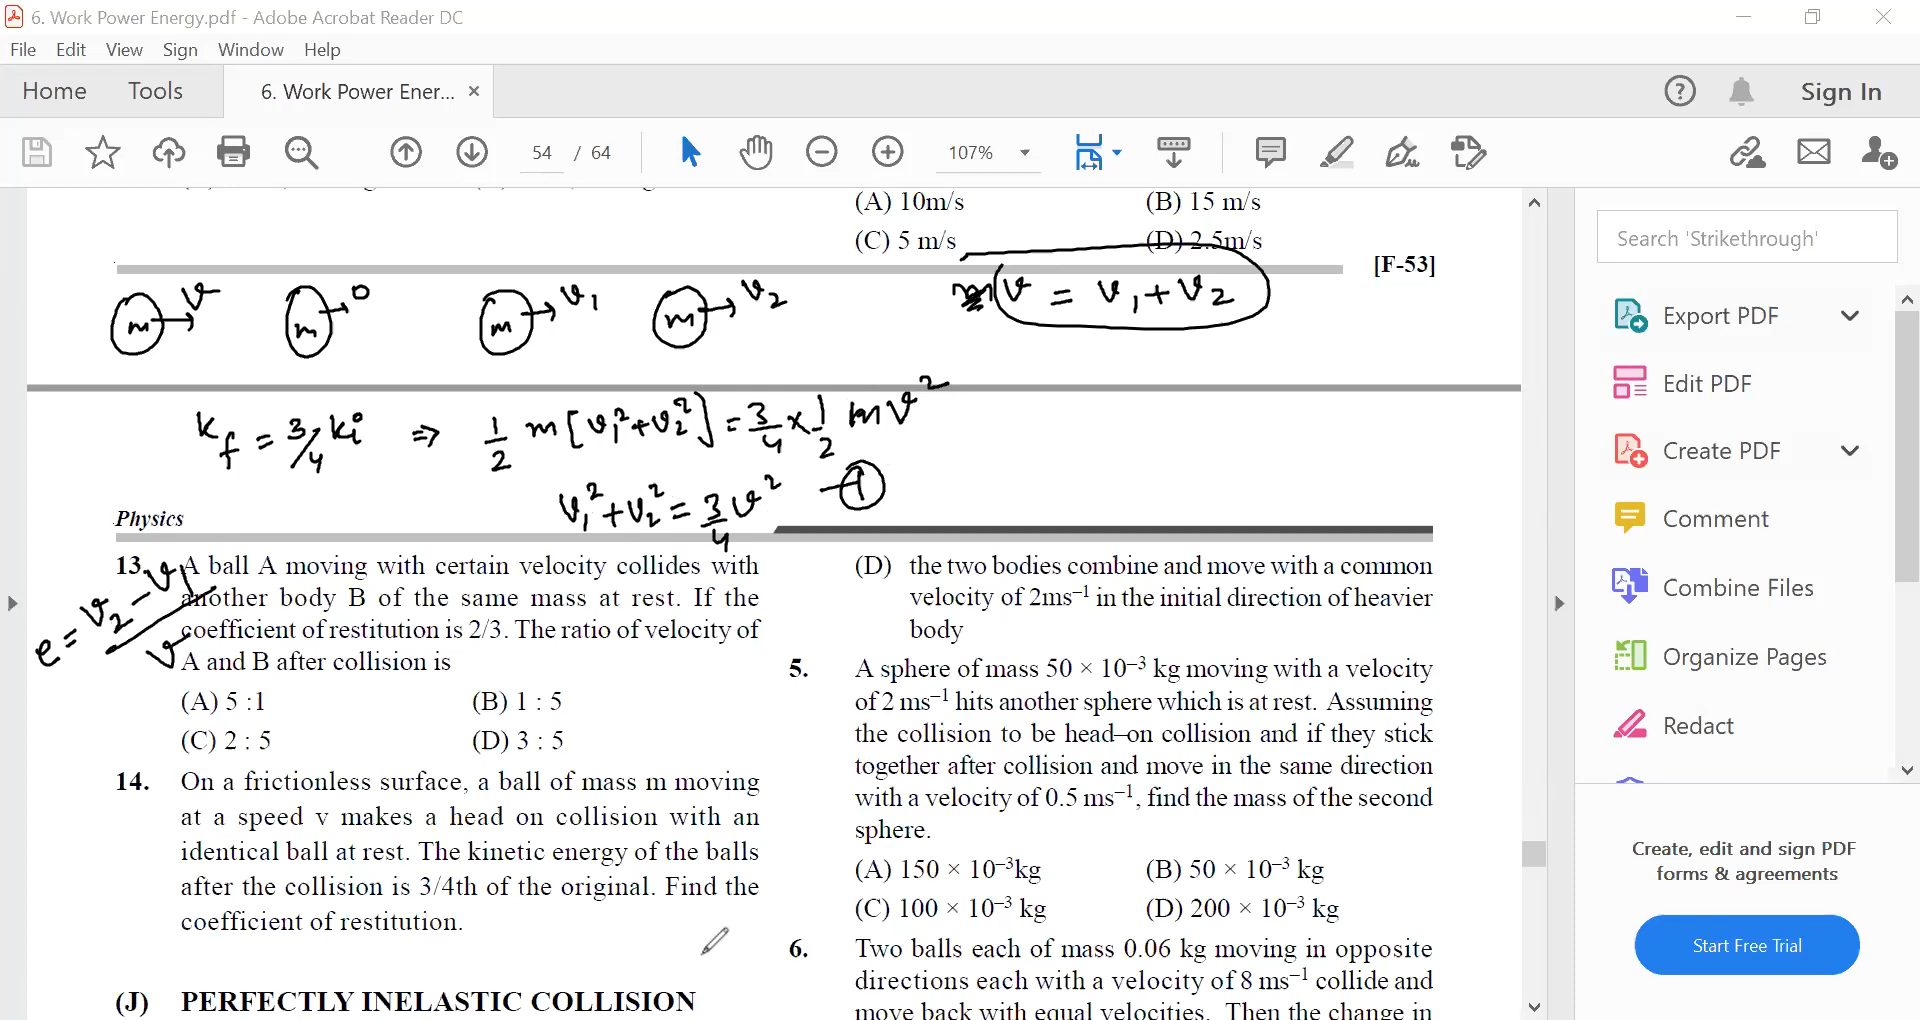 6. Work Power Energy.pdf - Adobe Acrobat Reader DC
File Edit View Sign Window Help
Home Tools 6. Work Power Ener... × Sign In
54 / 64 107%
(A) 10m/s (B) 15 m/s
(C) 5 m/s (D) 2.5m/s
[F-53]
m v m 0 m v₁ m v₂ v = v₁ + v₂
K_f = 3/4 K_i ⇒ 1/2 m[v₁² + v₂²] = 3/4 × 1/2 m v²
v₁² + v₂² = 3/4 v² — ①
Physics
e = (v₂ − v₁)/v
13. A ball A moving with certain velocity collides with
another body B of the same mass at rest. If the
coefficient of restitution is 2/3. The ratio of velocity of
A and B after collision is
(A) 5 :1 (B) 1 : 5
(C) 2 : 5 (D) 3 : 5
14. On a frictionless surface, a ball of mass m moving
at a speed v makes a head on collision with an
identical ball at rest. The kinetic energy of the balls
after the collision is 3/4th of the original. Find the
coefficient of restitution.
(J) PERFECTLY INELASTIC COLLISION
(D) the two bodies combine and move with a common
velocity of 2ms⁻¹ in the initial direction of heavier
body
5. A sphere of mass 50 × 10⁻³ kg moving with a velocity
of 2 ms⁻¹ hits another sphere which is at rest. Assuming
the collision to be head–on collision and if they stick
together after collision and move in the same direction
with a velocity of 0.5 ms⁻¹, find the mass of the second
sphere.
(A) 150 × 10⁻³kg (B) 50 × 10⁻³ kg
(C) 100 × 10⁻³ kg (D) 200 × 10⁻³ kg
6. Two balls each of mass 0.06 kg moving in opposite
directions each with a velocity of 8 ms⁻¹ collide and
move back with equal velocities. Then the change in
Search 'Strikethrough'
Export PDF
Edit PDF
Create PDF
Comment
Combine Files
Organize Pages
Redact
Create, edit and sign PDF
forms & agreements
Start Free Trial